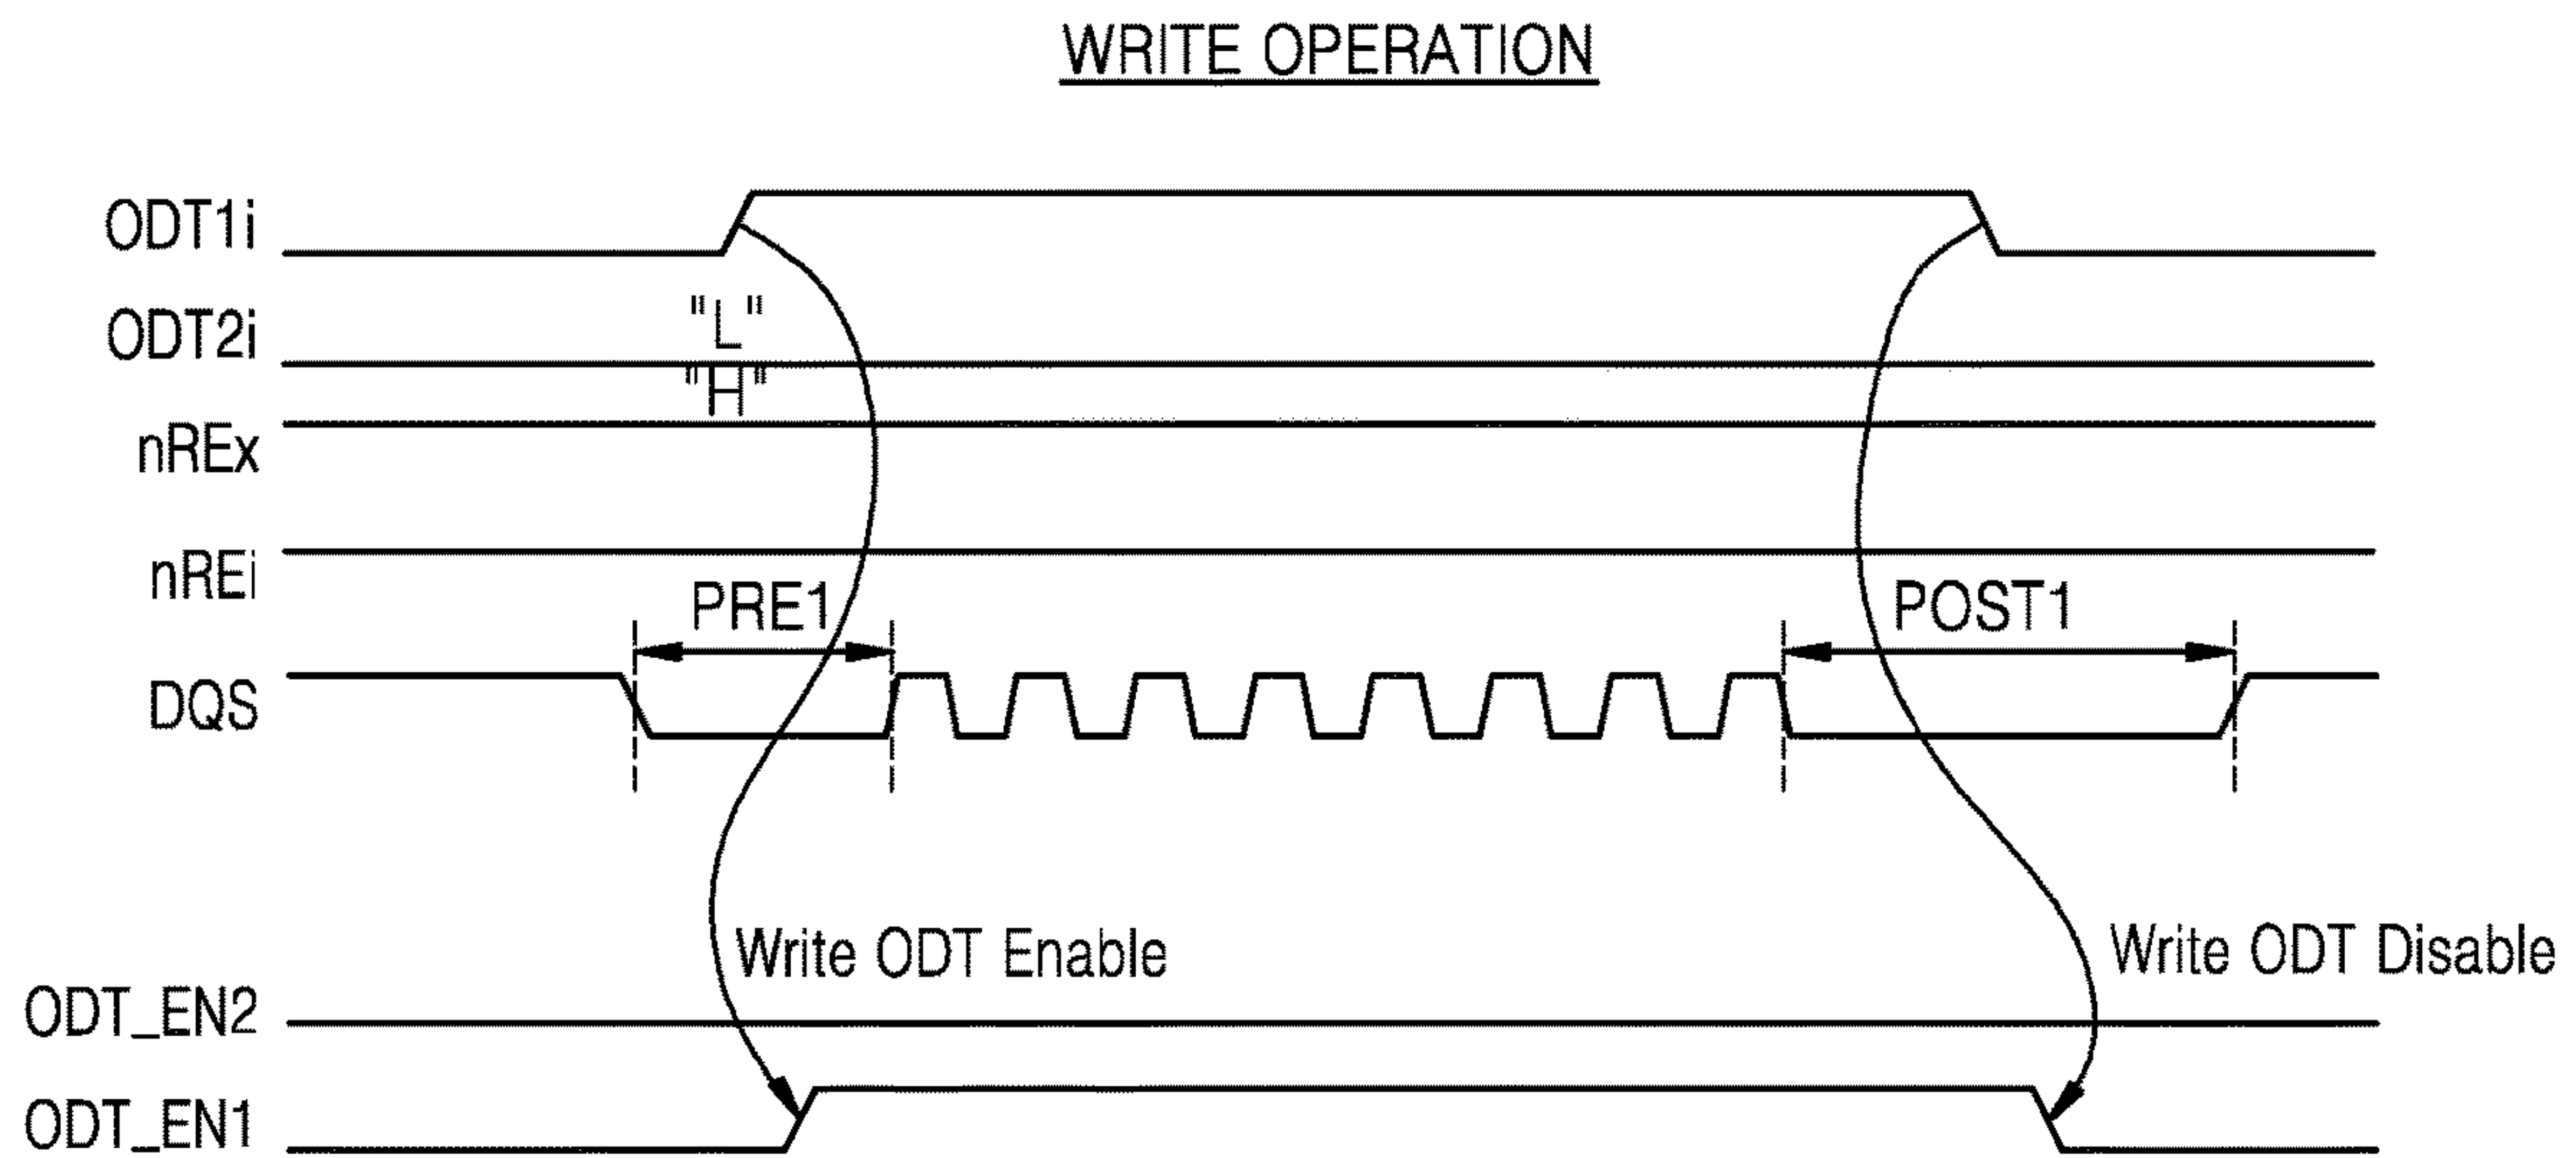 WRITE OPERATION
ODT1i
"L"
ODT2i
"H"
nREx
nREi
PRE1
POST1
DQS
Write ODT Enable
Write ODT Disable
ODT_EN2
ODT_EN1